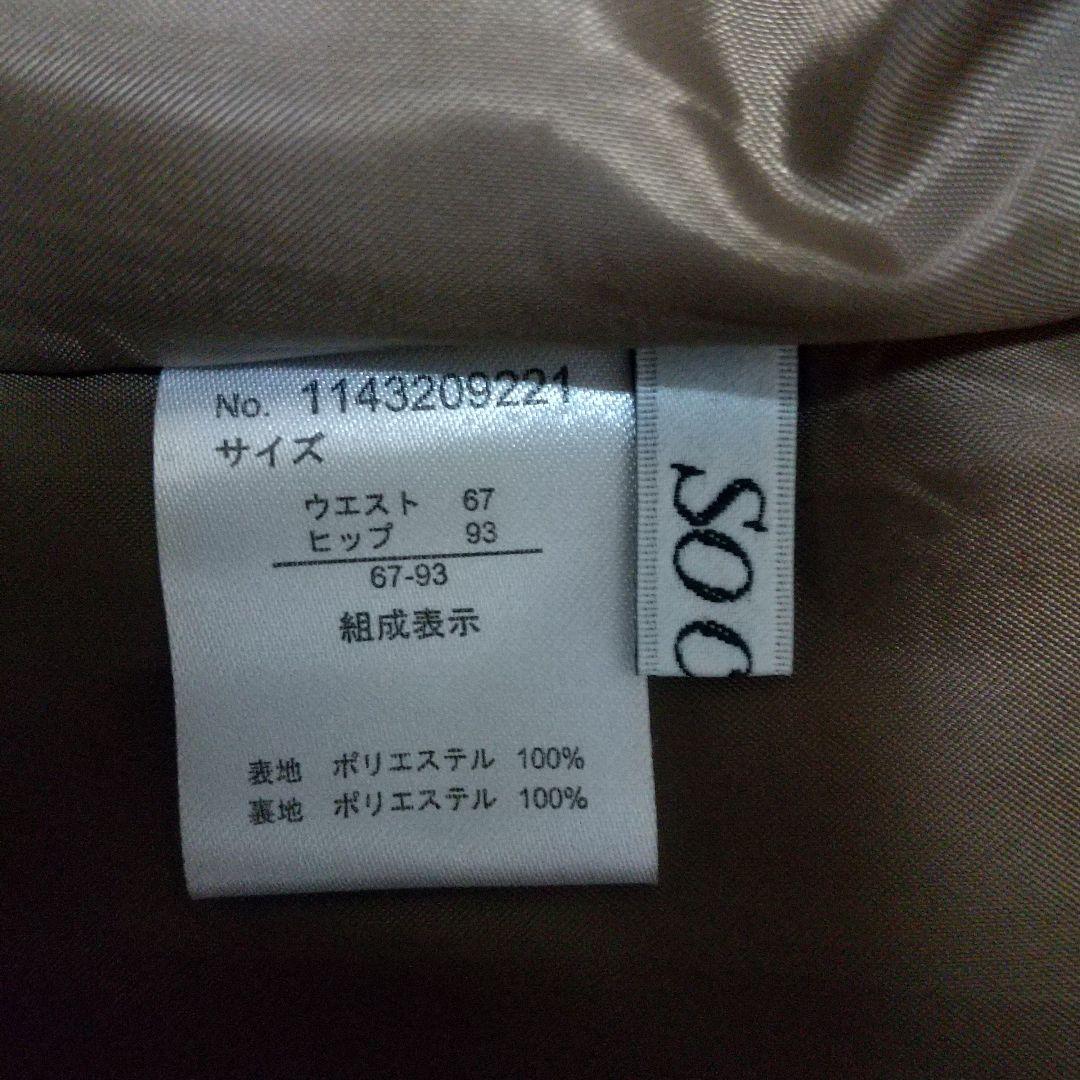 No. 1143209221
サイズ
ウエスト 67
ヒップ 93
67-93
組成表示
表地 ポリエステル 100%
裏地 ポリエステル 100%
SO